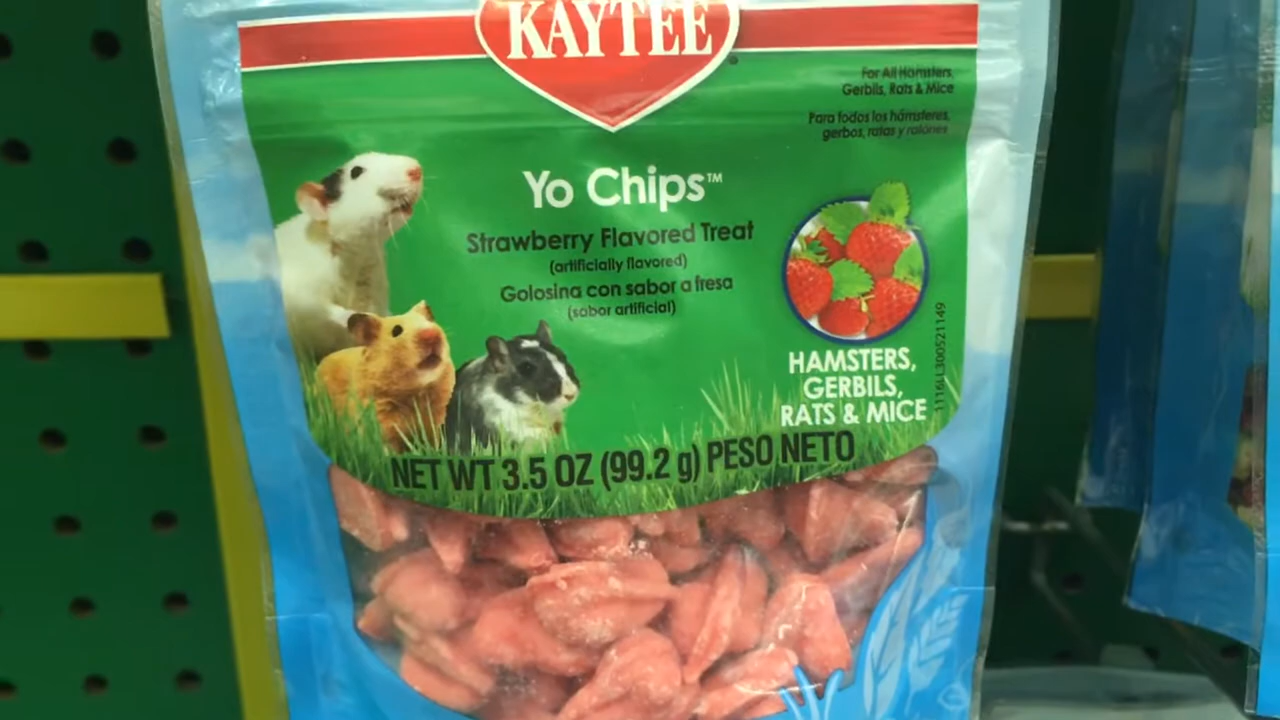 KAYTEE
For All Hamsters,
Gerbils, Rats & Mice
Para todos los hámsteres,
gerbos, ratas y ratones
Yo Chips™
Strawberry Flavored Treat
(artificially flavored)
Golosina con sabor a fresa
(sabor artificial)
HAMSTERS,
GERBILS,
RATS & MICE
1116LL300521149
NET WT 3.5 OZ (99.2 g) PESO NETO